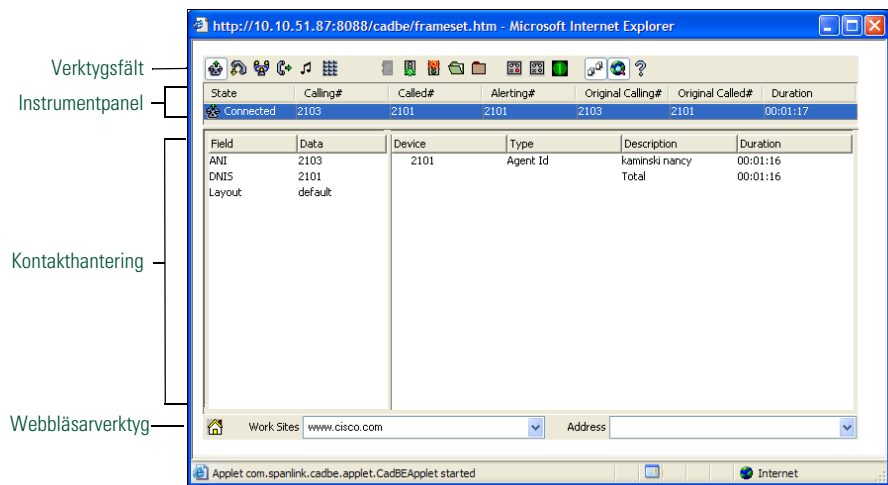 http://10.10.51.87:8088/cadbe/frameset.htm - Microsoft Internet Explorer
Verktygsfält
Instrumentpanel
State Calling# Called# Alerting# Original Calling# Original Called# Duration
Connected 2103 2101 2101 2103 2101 00:01:17
Field Data Device Type Description Duration
ANI 2103 2101 Agent Id kaminski nancy 00:01:16
DNIS 2101 Total 00:01:16
Layout default
Kontakthantering
Webbläsarverktyg
Work Sites www.cisco.com Address
Applet com.spanlink.cadbe.applet.CadBEApplet started Internet